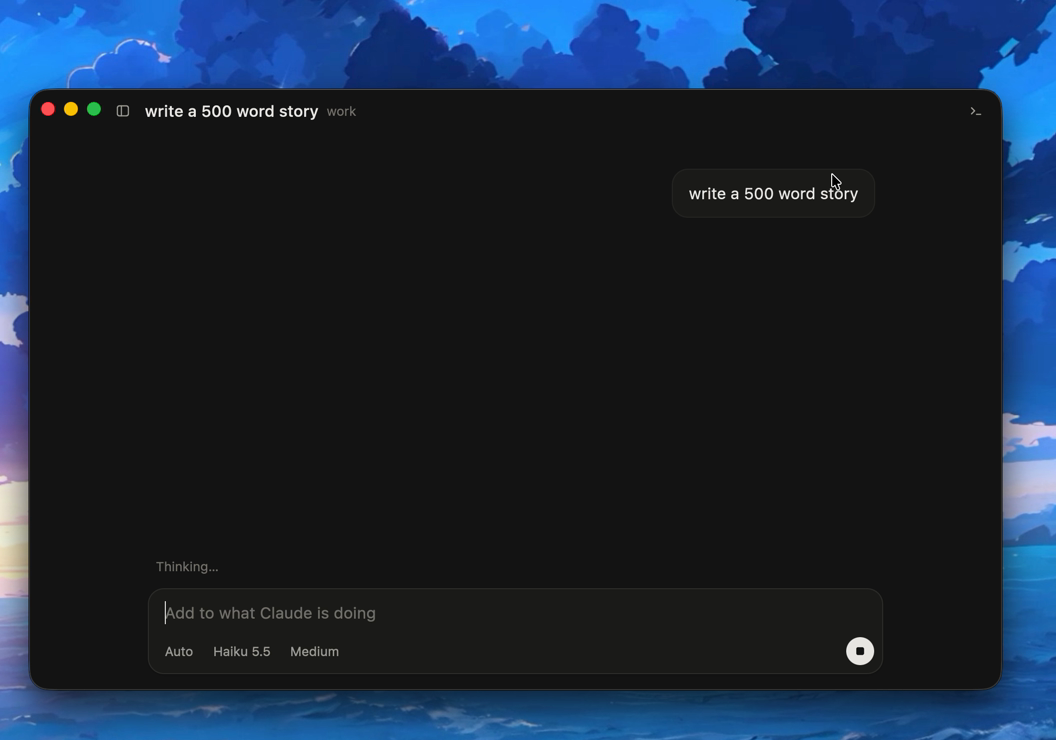 write a 500 word story work
write a 500 word story
Thinking...
Add to what Claude is doing
Auto Haiku 5.5 Medium